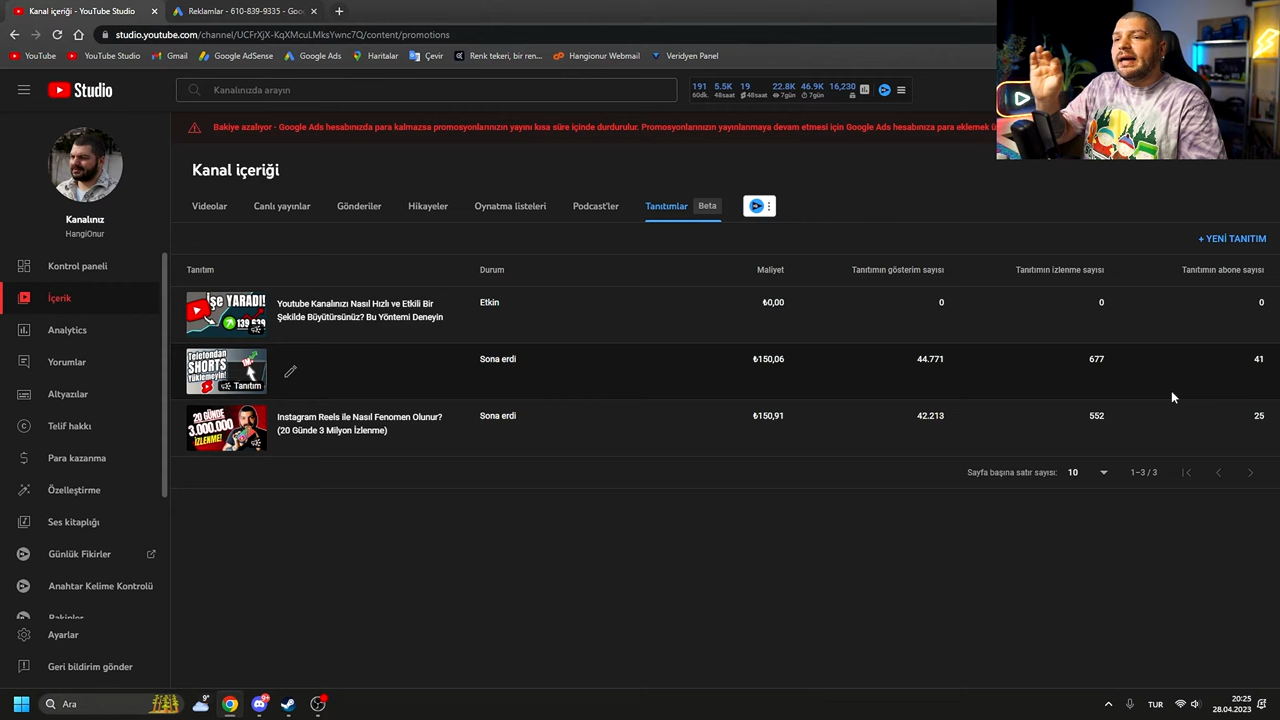 Kanal içeriği - YouTube Studio
Reklamlar - 610-839-9335 - Goo
studio.youtube.com/channel/UCFrXjX-KqXMcuLMksYwnc7Q/content/promotions
YouTube
YouTube Studio
Gmail
Google AdSense
Google Ads
Haritalar
Çevir
Renk tekeri, bir ren...
Hangionur Webmail
Veridyen Panel
Studio
Kanalınızda arayın
191 5.5K 19 22.8K 46.9K 16,230
60dk. 48saat 48saat 7gün 7gün
Bakiye azalıyor - Google Ads hesabınızda para kalmazsa promosyonlarınızın yayını kısa süre içinde durdurulur. Promosyonlarınızın yayınlanmaya devam etmesi için Google Ads hesabınıza para eklemek ü
Kanal içeriği
Videolar
Canlı yayınlar
Gönderiler
Hikayeler
Oynatma listeleri
Podcast'ler
Tanıtımlar
Beta
Kanalınız
HangiOnur
+ YENİ TANITIM
Kontrol paneli
İçerik
Analytics
Yorumlar
Altyazılar
Telif hakkı
Para kazanma
Özelleştirme
Ses kitaplığı
Günlük Fikirler
Anahtar Kelime Kontrolü
Rakipler
Ayarlar
Geri bildirim gönder
Tanıtım Durum Maliyet Tanıtımın gösterim sayısı Tanıtımın izlenme sayısı Tanıtımın abone sayısı
İŞE YARADI!
139.639
Youtube Kanalınızı Nasıl Hızlı ve Etkili Bir
Şekilde Büyütürsünüz? Bu Yöntemi Deneyin
Etkin ₺0,00 0 0 0
Telefondan
SHORTS
Yüklemeyin!
Tanıtım
Sona erdi ₺150,06 44.771 677 41
20 GÜNDE
3.000.000
İZLENME!
Instagram Reels ile Nasıl Fenomen Olunur?
(20 Günde 3 Milyon İzlenme)
Sona erdi ₺150,91 42.213 552 25
Sayfa başına satır sayısı: 10 1–3 / 3
Ara
9°
TUR
20:25
28.04.2023